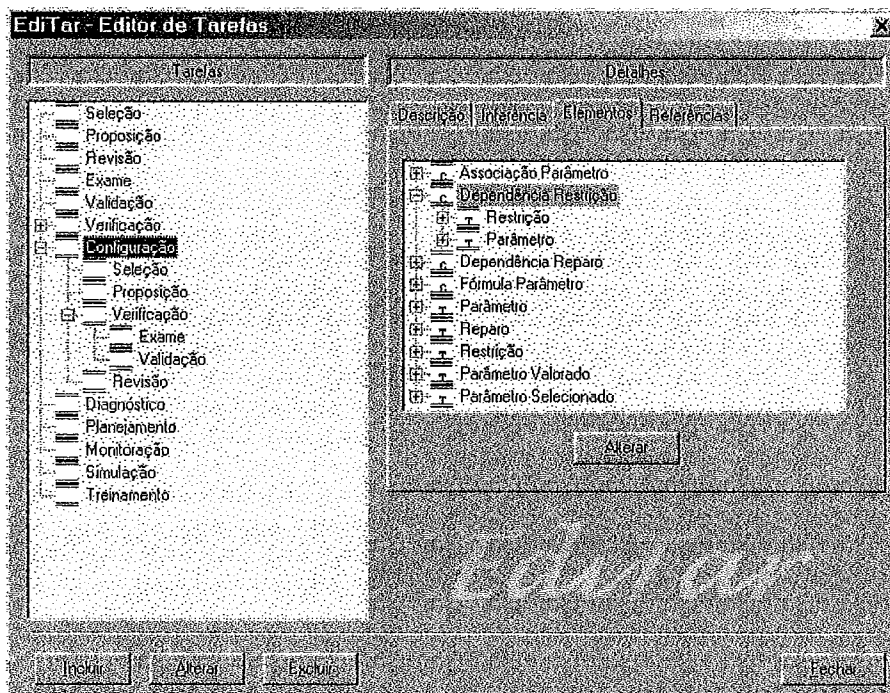 EdiTar - Editor de Tarefas
Tarefas
Seleção
Proposição
Revisão
Exame
Validação
Verificação
Configuração
Seleção
Proposição
Verificação
Exame
Validação
Revisão
Diagnóstico
Planejamento
Monitoração
Simulação
Treinamento
Detalhes
Descrição Inferência Elementos Referências
C Associação Parâmetro
C Dependência Restrição
T Restrição
T Parâmetro
C Dependência Reparo
C Fórmula Parâmetro
T Parâmetro
T Reparo
T Restrição
T Parâmetro Valorado
T Parâmetro Selecionado
Alterar
EdiTar
Incluir Alterar Excluir Fechar